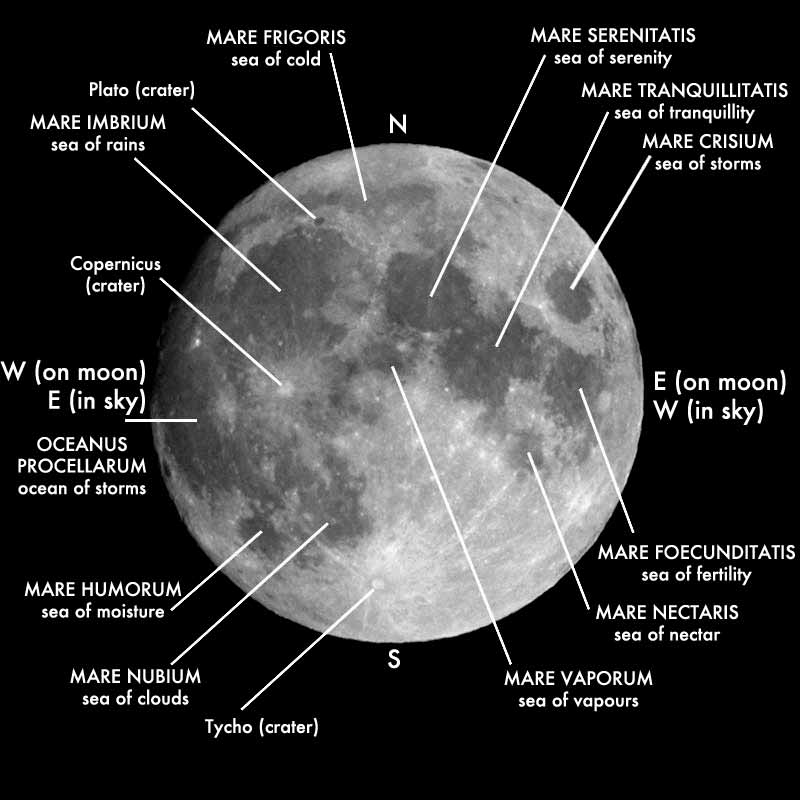 MARE FRIGORIS
sea of cold
MARE SERENITATIS
sea of serenity
Plato (crater)
MARE TRANQUILLITATIS
sea of tranquillity
MARE IMBRIUM
sea of rains
N
MARE CRISIUM
sea of storms
Copernicus
(crater)
W (on moon)
E (in sky)
E (on moon)
W (in sky)
OCEANUS
PROCELLARUM
ocean of storms
MARE FOECUNDITATIS
sea of fertility
MARE HUMORUM
sea of moisture
MARE NECTARIS
sea of nectar
S
MARE NUBIUM
sea of clouds
MARE VAPORUM
sea of vapours
Tycho (crater)